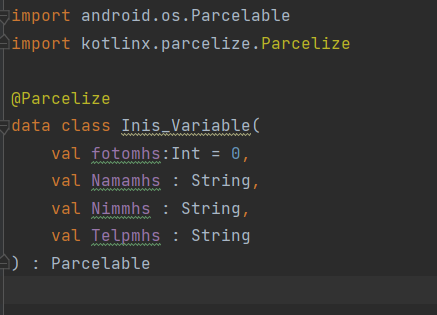 import android.os.Parcelable
import kotlinx.parcelize.Parcelize
@Parcelize
data class Inis_Variable(
val fotomhs:Int = 0,
val Namamhs : String,
val Nimmhs : String,
val Telpmhs : String
) : Parcelable